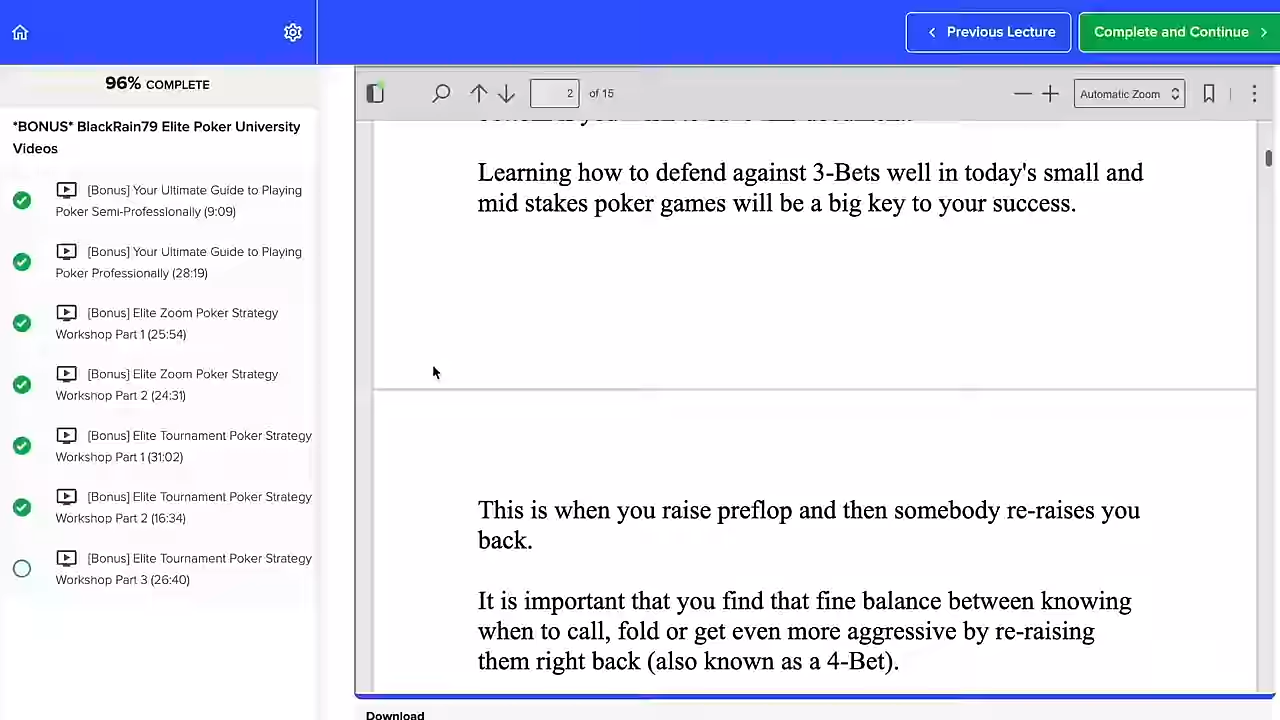 Previous Lecture
Complete and Continue
96% COMPLETE
*BONUS* BlackRain79 Elite Poker University
Videos
[Bonus] Your Ultimate Guide to Playing
Poker Semi-Professionally (9:09)
[Bonus] Your Ultimate Guide to Playing
Poker Professionally (28:19)
[Bonus] Elite Zoom Poker Strategy
Workshop Part 1 (25:54)
[Bonus] Elite Zoom Poker Strategy
Workshop Part 2 (24:31)
[Bonus] Elite Tournament Poker Strategy
Workshop Part 1 (31:02)
[Bonus] Elite Tournament Poker Strategy
Workshop Part 2 (16:34)
[Bonus] Elite Tournament Poker Strategy
Workshop Part 3 (26:40)
2 of 15
Automatic Zoom
Learning how to defend against 3-Bets well in today's small and
mid stakes poker games will be a big key to your success.
This is when you raise preflop and then somebody re-raises you
back.
It is important that you find that fine balance between knowing
when to call, fold or get even more aggressive by re-raising
them right back (also known as a 4-Bet).
Download